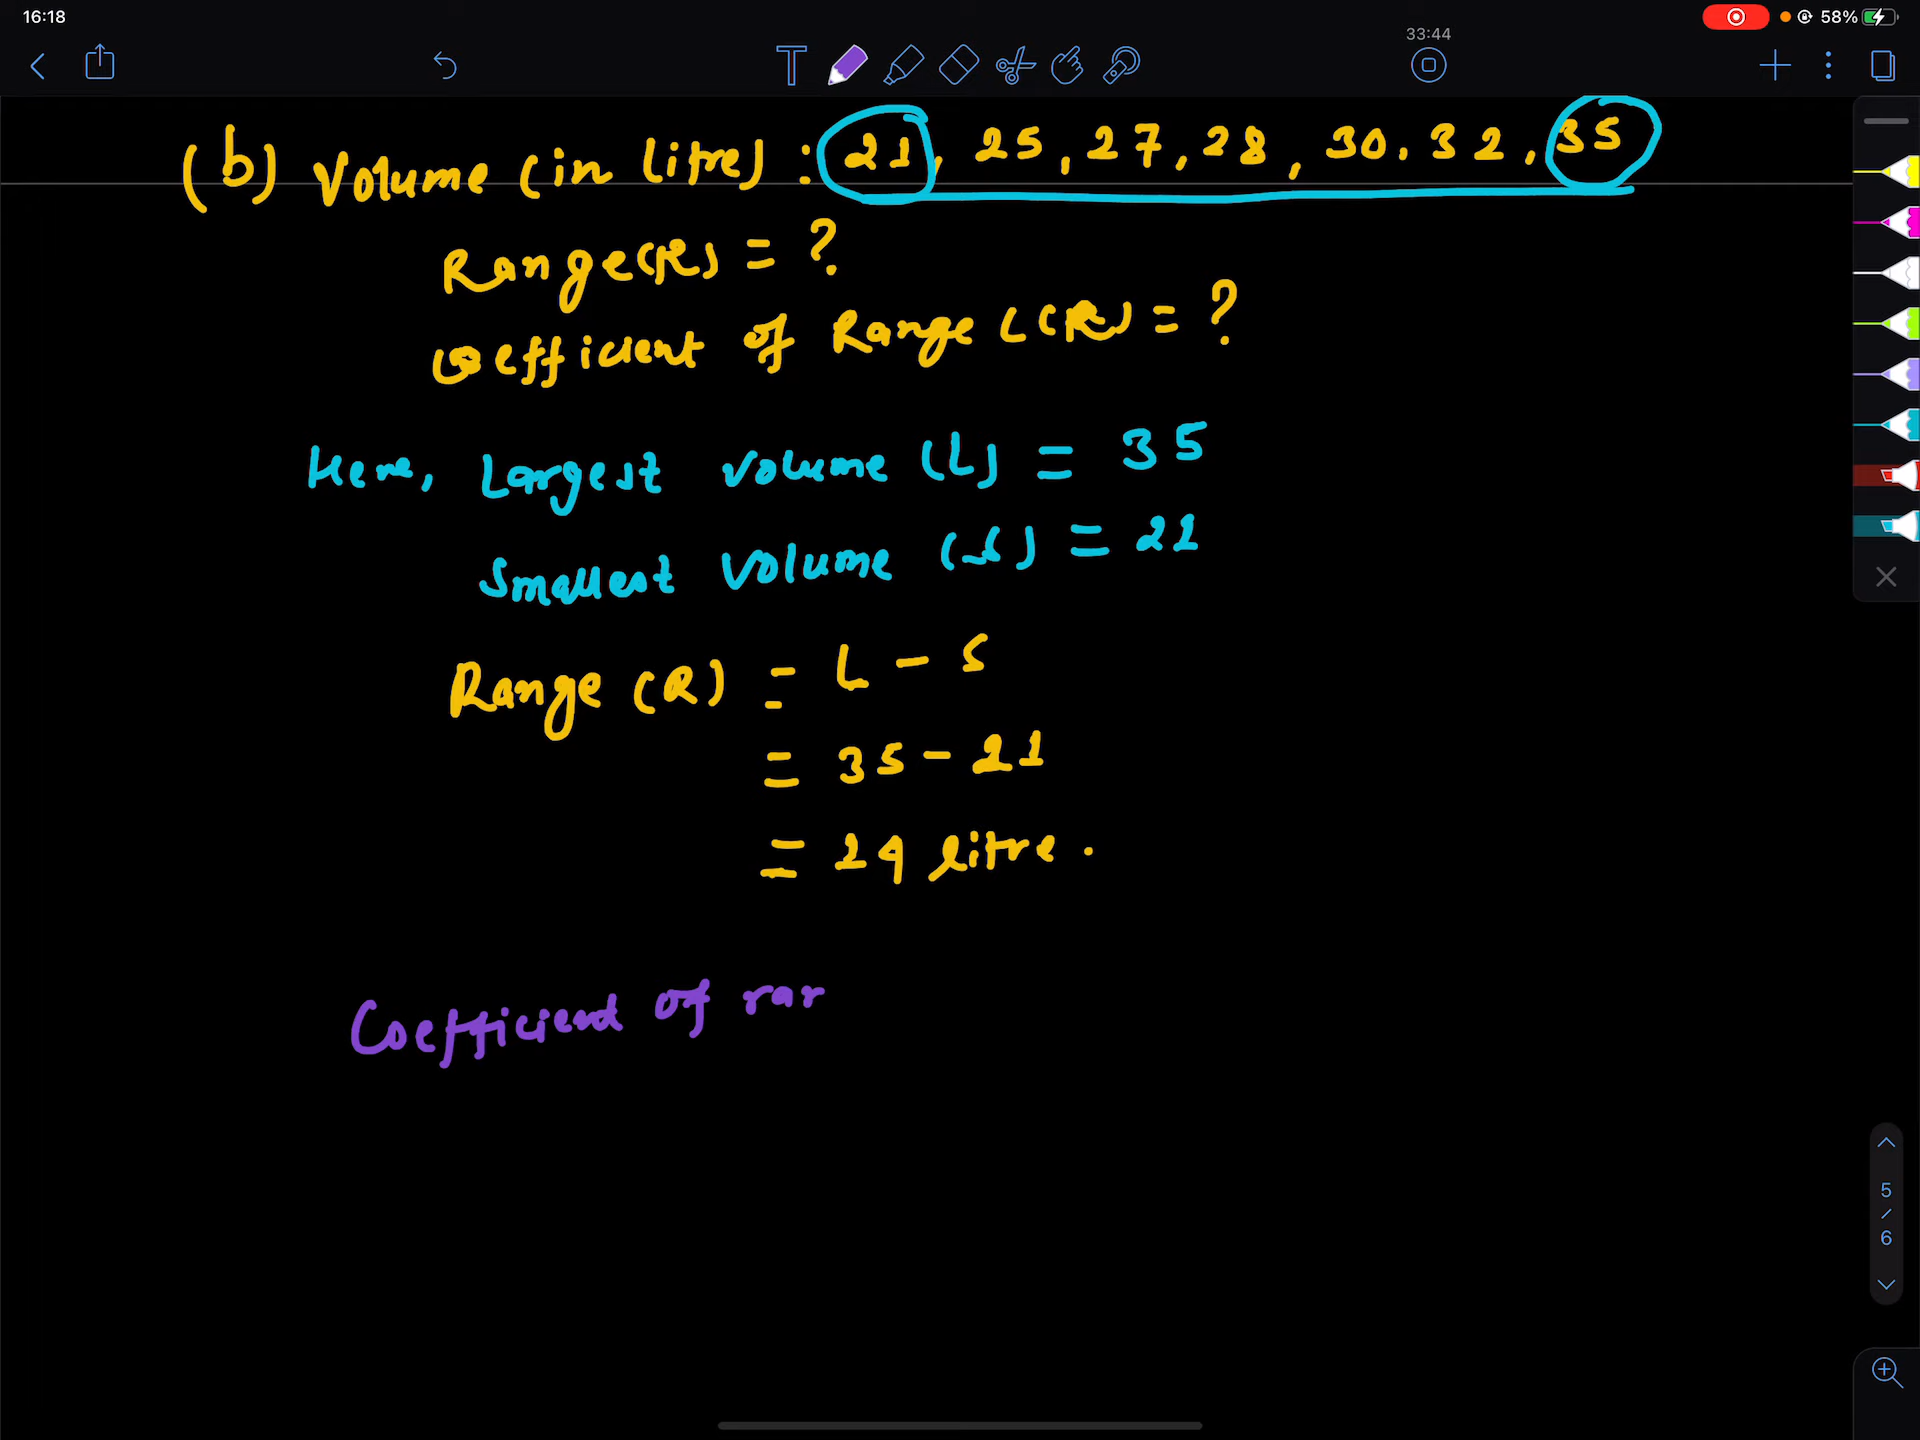 16:18
58%
33:44
(b) Volume (in litre) : 21, 25, 27, 28, 30. 32, 35
Range(R) = ?
coefficient of Range C(R) = ?
Here, Largest volume (L) = 35
Smallest volume (S) = 21
Range (R) = L - S
= 35 - 21
= 14 litre.
Coefficient of rar
5
/
6